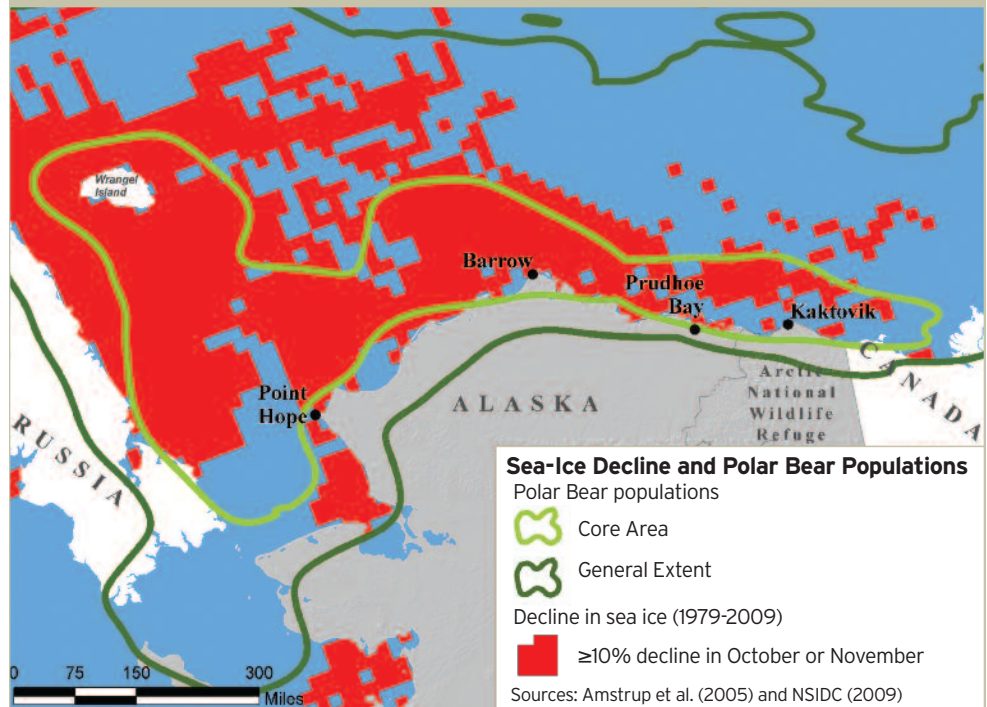 Wrangel
Island
Barrow
Prudhoe
Bay
Kaktovik
Point
Hope
ALASKA
Arctic
National
Wildlife
Refuge
CANADA
RUSSIA
Sea-Ice Decline and Polar Bear Populations
Polar Bear populations
Core Area
General Extent
Decline in sea ice (1979-2009)
≥10% decline in October or November
Sources: Amstrup et al. (2005) and NSIDC (2009)
0 75 150 300
Miles